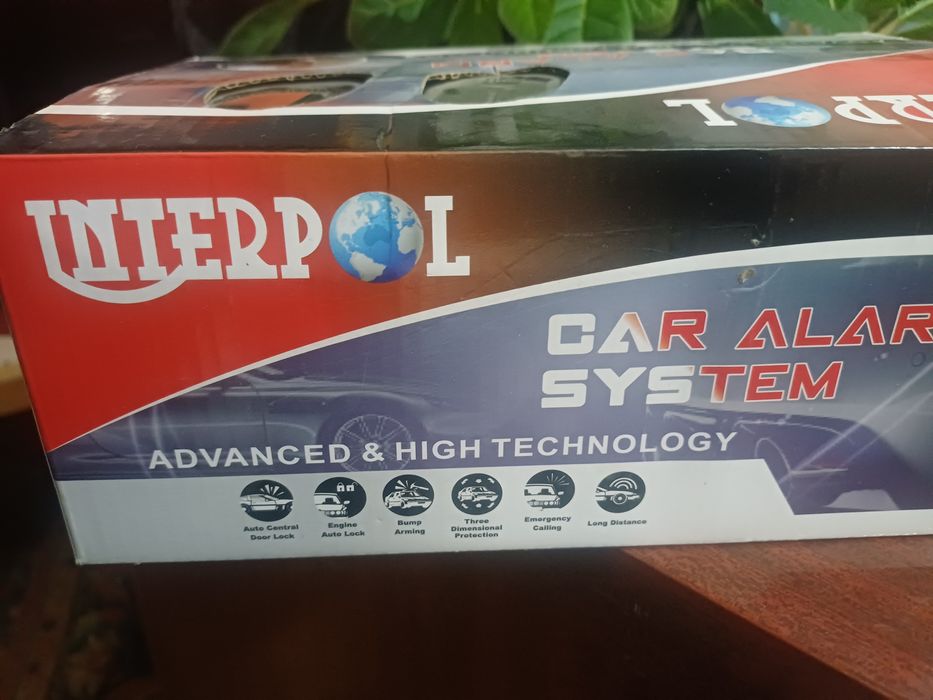 INTERPOL
CAR ALAR
SYSTEM
ADVANCED & HIGH TECHNOLOGY
Auto Central
Door Lock
Engine
Auto Lock
Bump
Arming
Three
Dimensional
Protection
Emergency
Calling
Long Distance